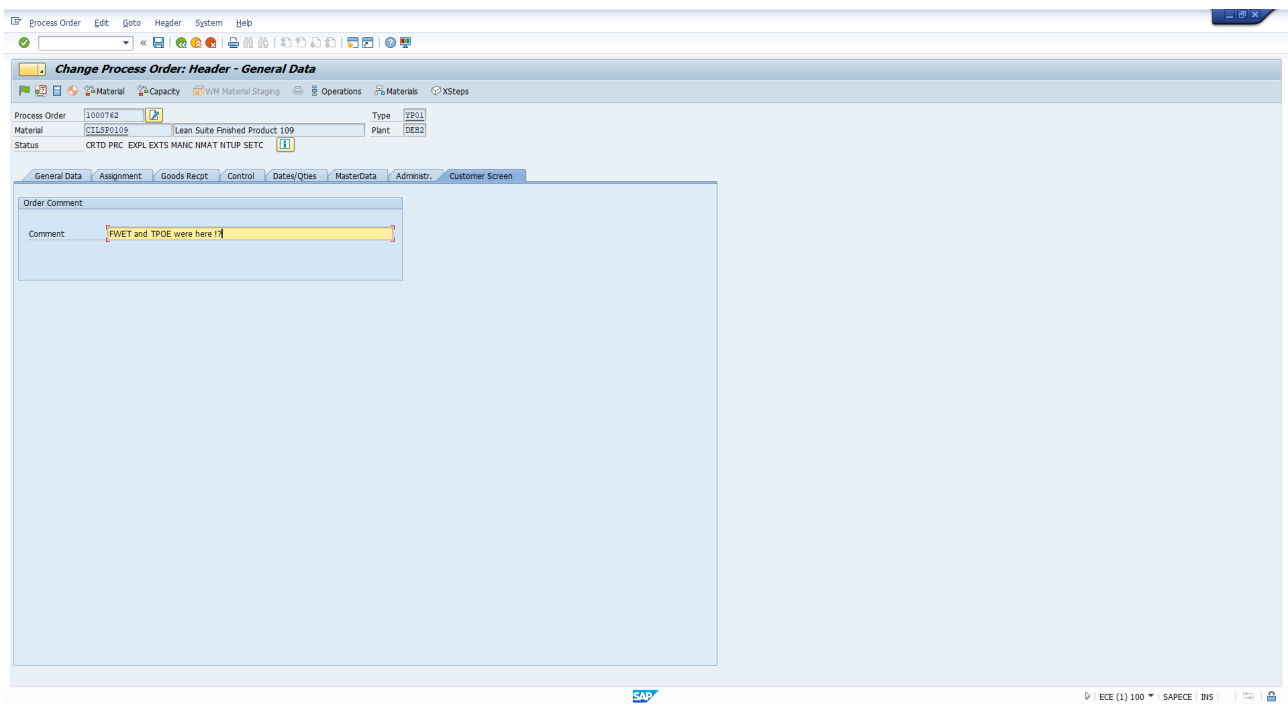 Process Order Edit Goto Header System Help
Change Process Order: Header - General Data
Material Capacity WM Material Staging Operations Materials XSteps
Process Order 1000762 Type YP01
Material CILSP0109 Lean Suite Finished Product 109 Plant DEH2
Status CRTD PRC EXPL EXTS MANC NMAT NTUP SETC
General Data Assignment Goods Recpt Control Dates/Qties MasterData Administr. Customer Screen
Order Comment
Comment FWET and TPOE were here !?
SAP ECE (1) 100 SAPECE INS